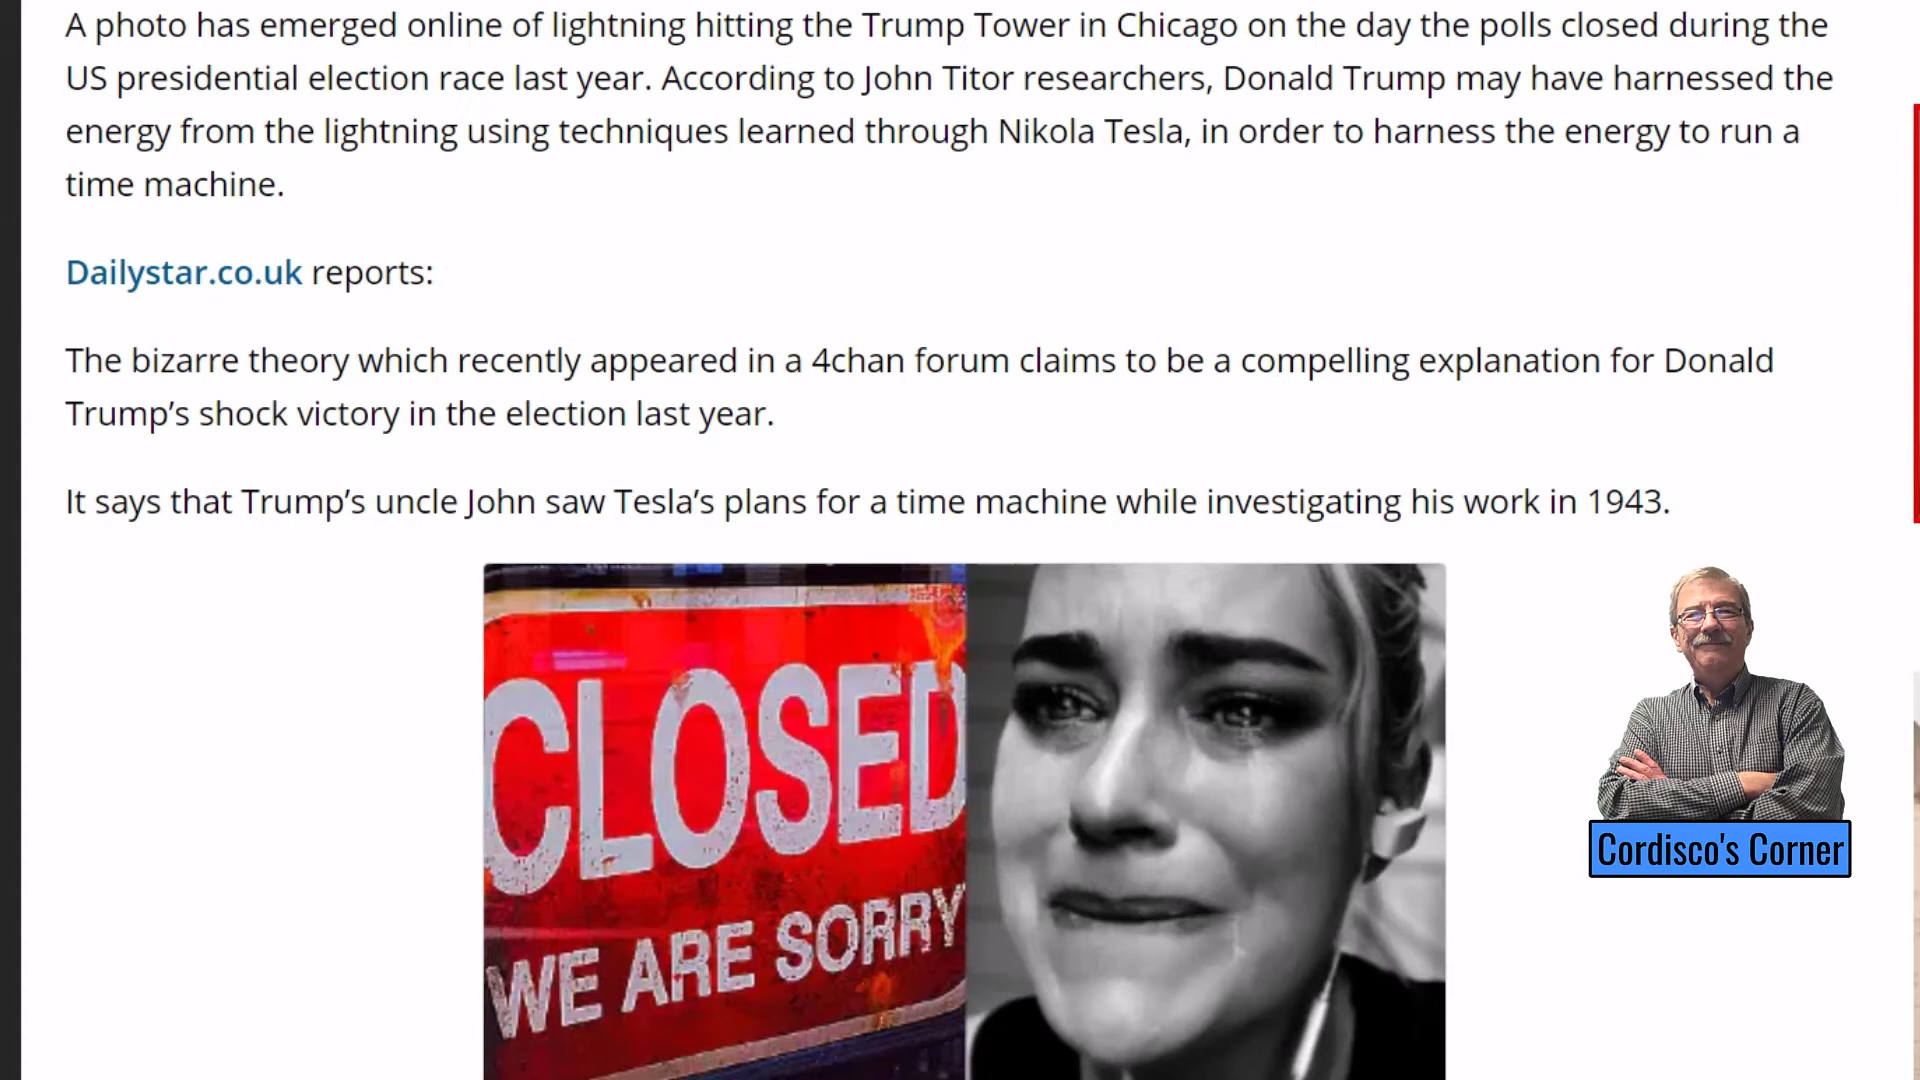 A photo has emerged online of lightning hitting the Trump Tower in Chicago on the day the polls closed during the
US presidential election race last year. According to John Titor researchers, Donald Trump may have harnessed the
energy from the lightning using techniques learned through Nikola Tesla, in order to harness the energy to run a
time machine.
Dailystar.co.uk reports:
The bizarre theory which recently appeared in a 4chan forum claims to be a compelling explanation for Donald
Trump’s shock victory in the election last year.
It says that Trump’s uncle John saw Tesla’s plans for a time machine while investigating his work in 1943.
CLOSED
WE ARE SORRY
Cordisco's Corner